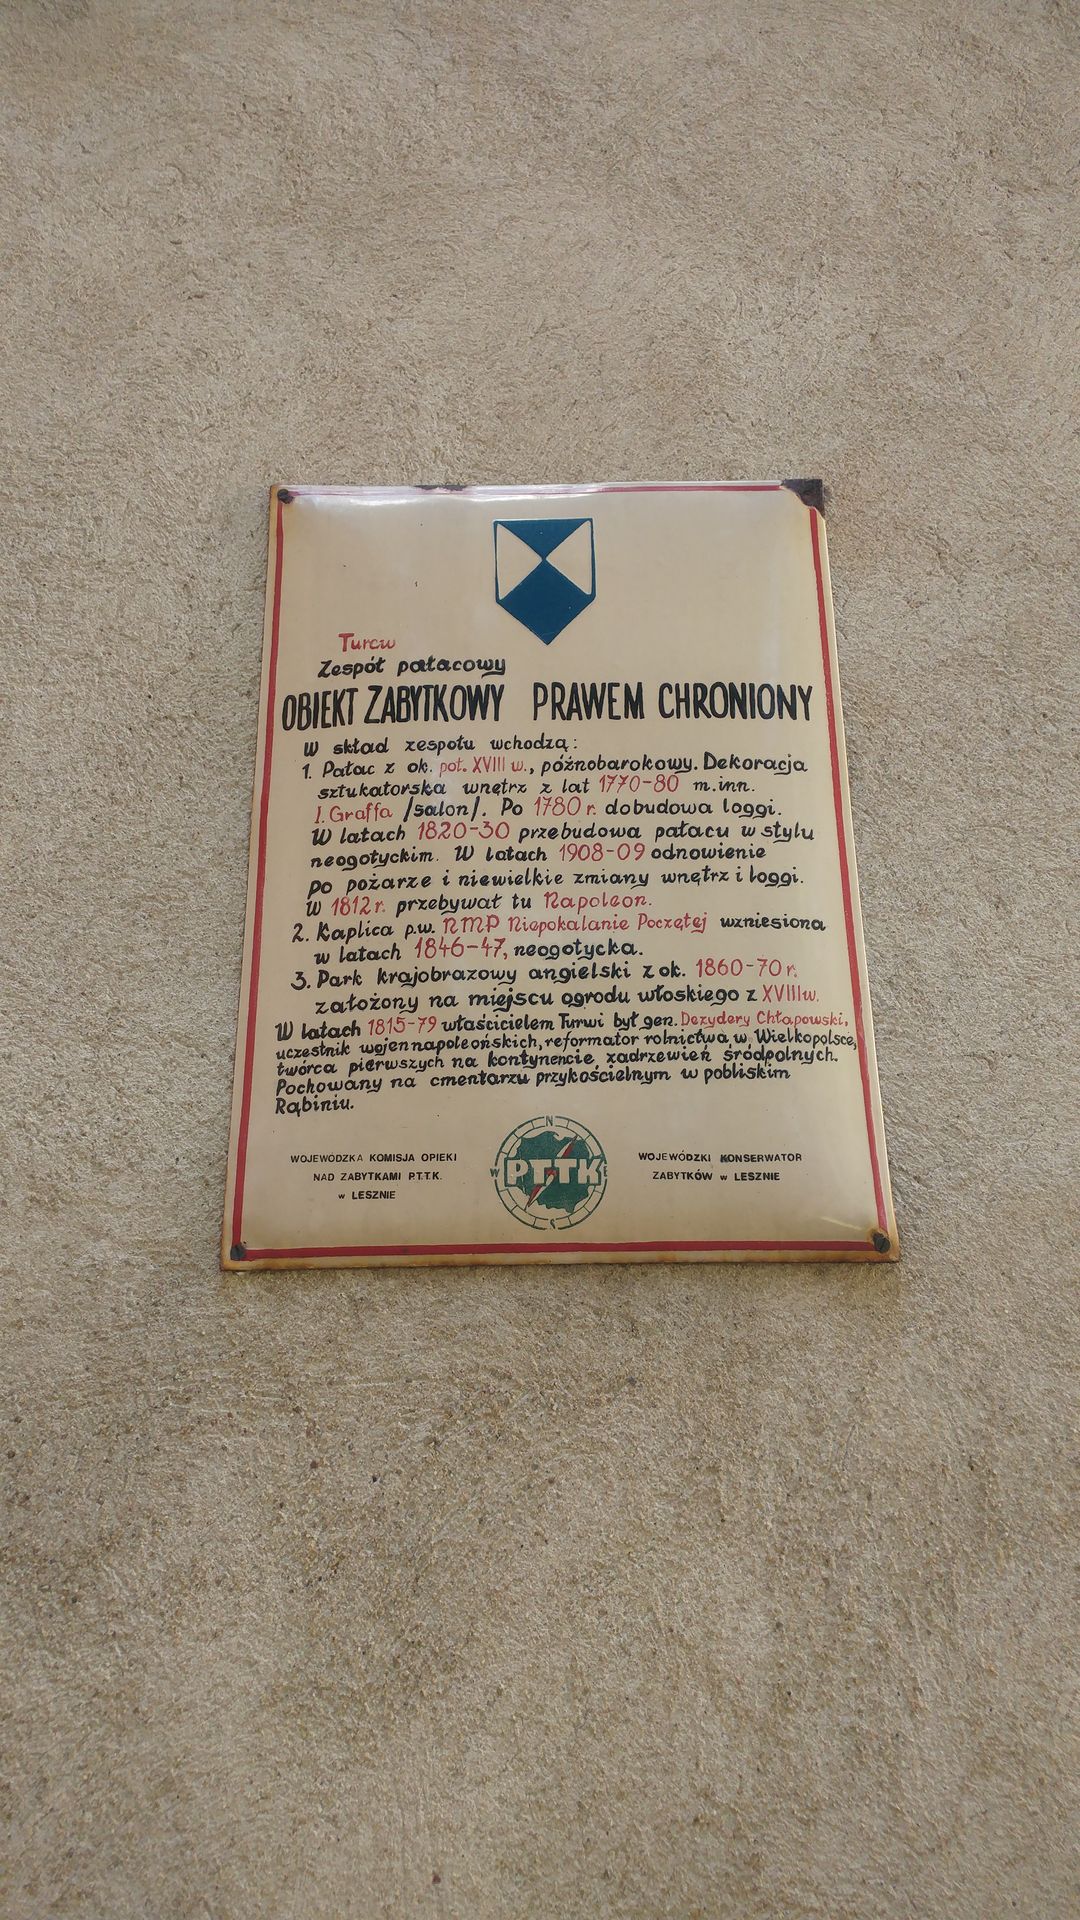 Turew
Zespół pałacowy
OBIEKT ZABYTKOWY PRAWEM CHRONIONY
W skład zespołu wchodzą:
1. Pałac z ok. poł. XVIII w., późnobarokowy. Dekoracja
sztukatorska wnętrz z lat 1770-80 m.inn.
I. Graffa /salon/. Po 1780 r. dobudowa loggi.
W latach 1820-30 przebudowa pałacu w stylu
neogotyckim. W latach 1908-09 odnowienie
po pożarze i niewielkie zmiany wnętrz i loggi.
W 1812 r. przebywał tu Napoleon.
2. Kaplica p.w. NMP Niepokalanie Poczętej wzniesiona
w latach 1846-47, neogotycka.
3. Park krajobrazowy angielski z ok. 1860-70 r.
założony na miejscu ogrodu włoskiego z XVIII w.
W latach 1815-79 właścicielem Turwi był gen. Dezydery Chłapowski,
uczestnik wojen napoleońskich, reformator rolnictwa w Wielkopolsce,
twórca pierwszych na kontynencie zadrzewień śródpolnych.
Pochowany na cmentarzu przykościelnym w pobliskim
Rąbiniu.
N
W PTTK E
S
WOJEWÓDZKA KOMISJA OPIEKI
NAD ZABYTKAMI P.T.T.K.
w LESZNIE
WOJEWÓDZKI KONSERWATOR
ZABYTKÓW w LESZNIE